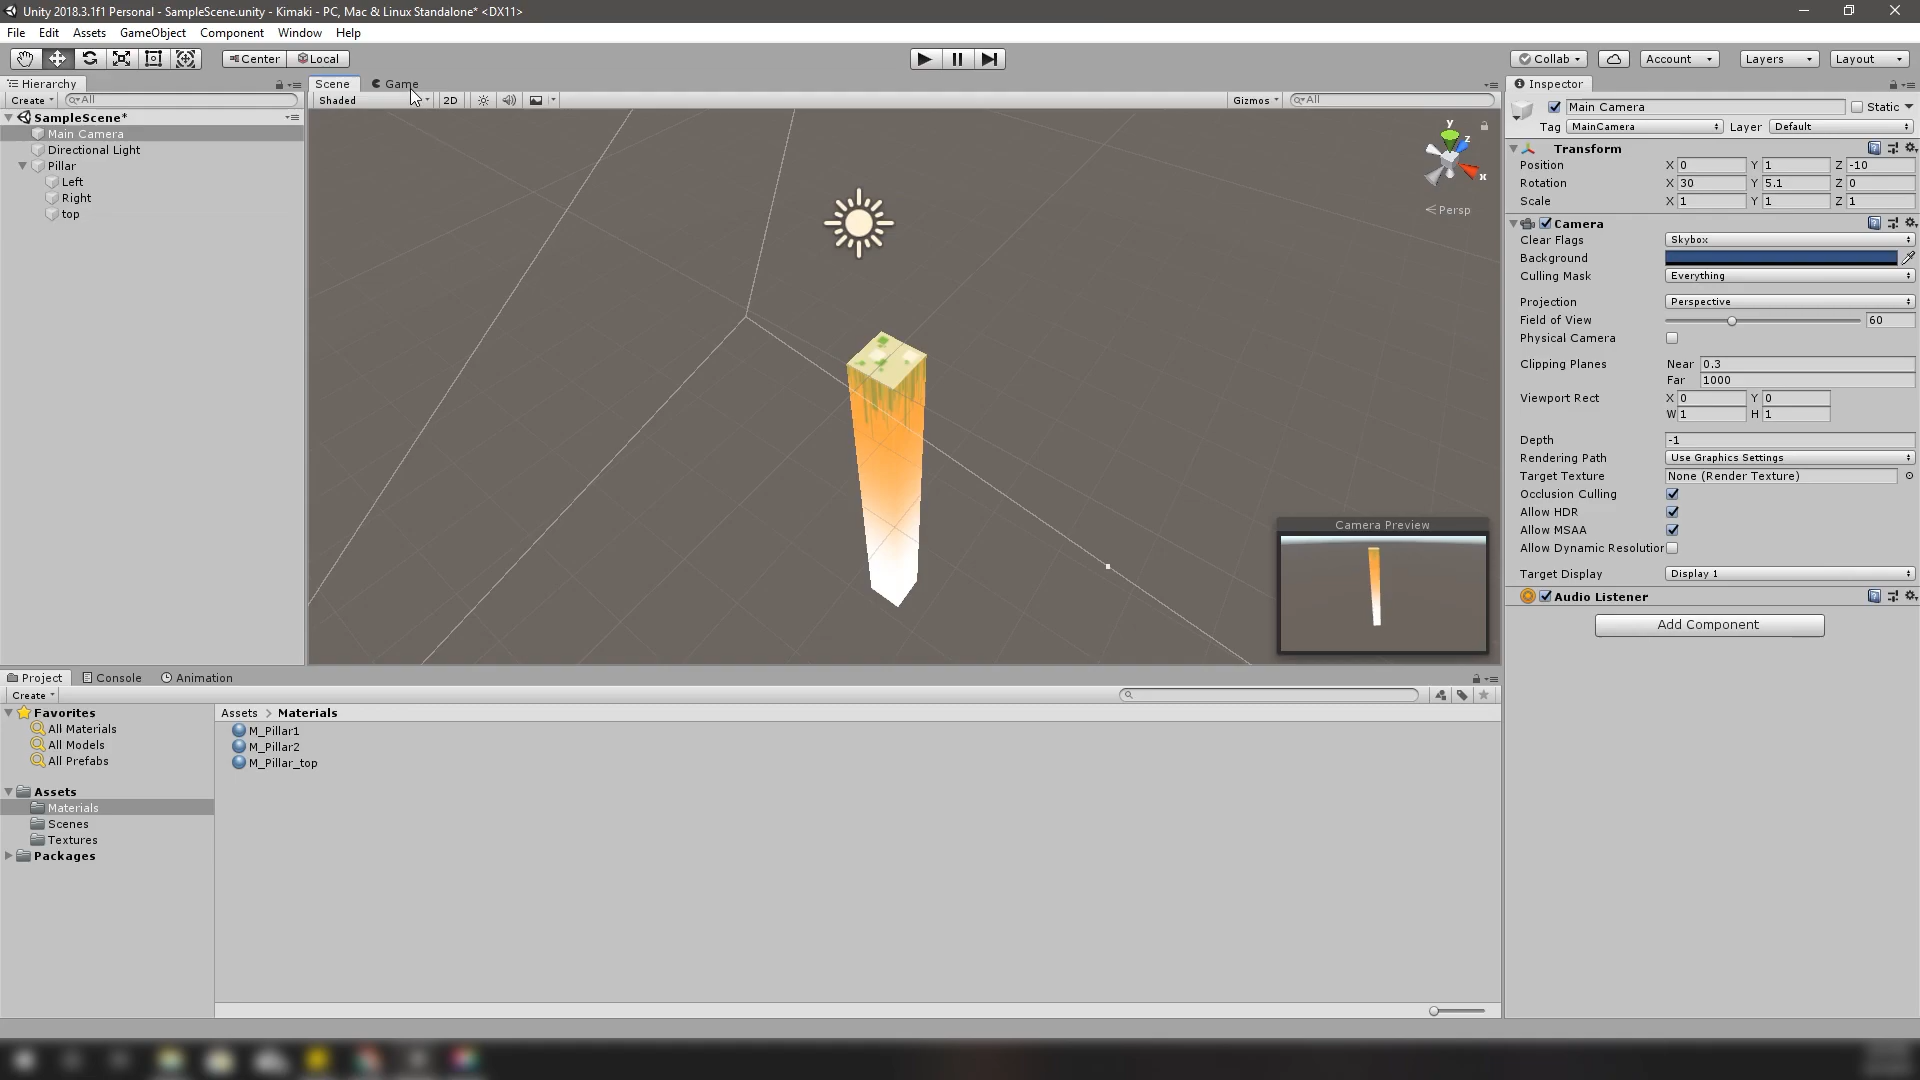 Unity 2018.3.1f1 Personal - SampleScene.unity - Kimaki - PC, Mac & Linux Standalone* <DX11>
File Edit Assets GameObject Component Window Help
Center Local Collab Account Layers Layout
Hierarchy
Create All
SampleScene*
Main Camera
Directional Light
Pillar
Left
Right
top
Scene Game
Shaded 2D Gizmos All
y
z
x
Persp
Camera Preview
Inspector
Main Camera Static
Tag MainCamera Layer Default
Transform
Position X 0 Y 1 Z -10
Rotation X 30 Y 5.1 Z 0
Scale X 1 Y 1 Z 1
Camera
Clear Flags Skybox
Background
Culling Mask Everything
Projection Perspective
Field of View 60
Physical Camera
Clipping Planes Near 0.3
Far 1000
Viewport Rect X 0 Y 0
W 1 H 1
Depth -1
Rendering Path Use Graphics Settings
Target Texture None (Render Texture)
Occlusion Culling
Allow HDR
Allow MSAA
Allow Dynamic Resolution
Target Display Display 1
Audio Listener
Add Component
Project Console Animation
Create
Favorites
All Materials
All Models
All Prefabs
Assets
Materials
Scenes
Textures
Packages
Assets > Materials
M_Pillar1
M_Pillar2
M_Pillar_top